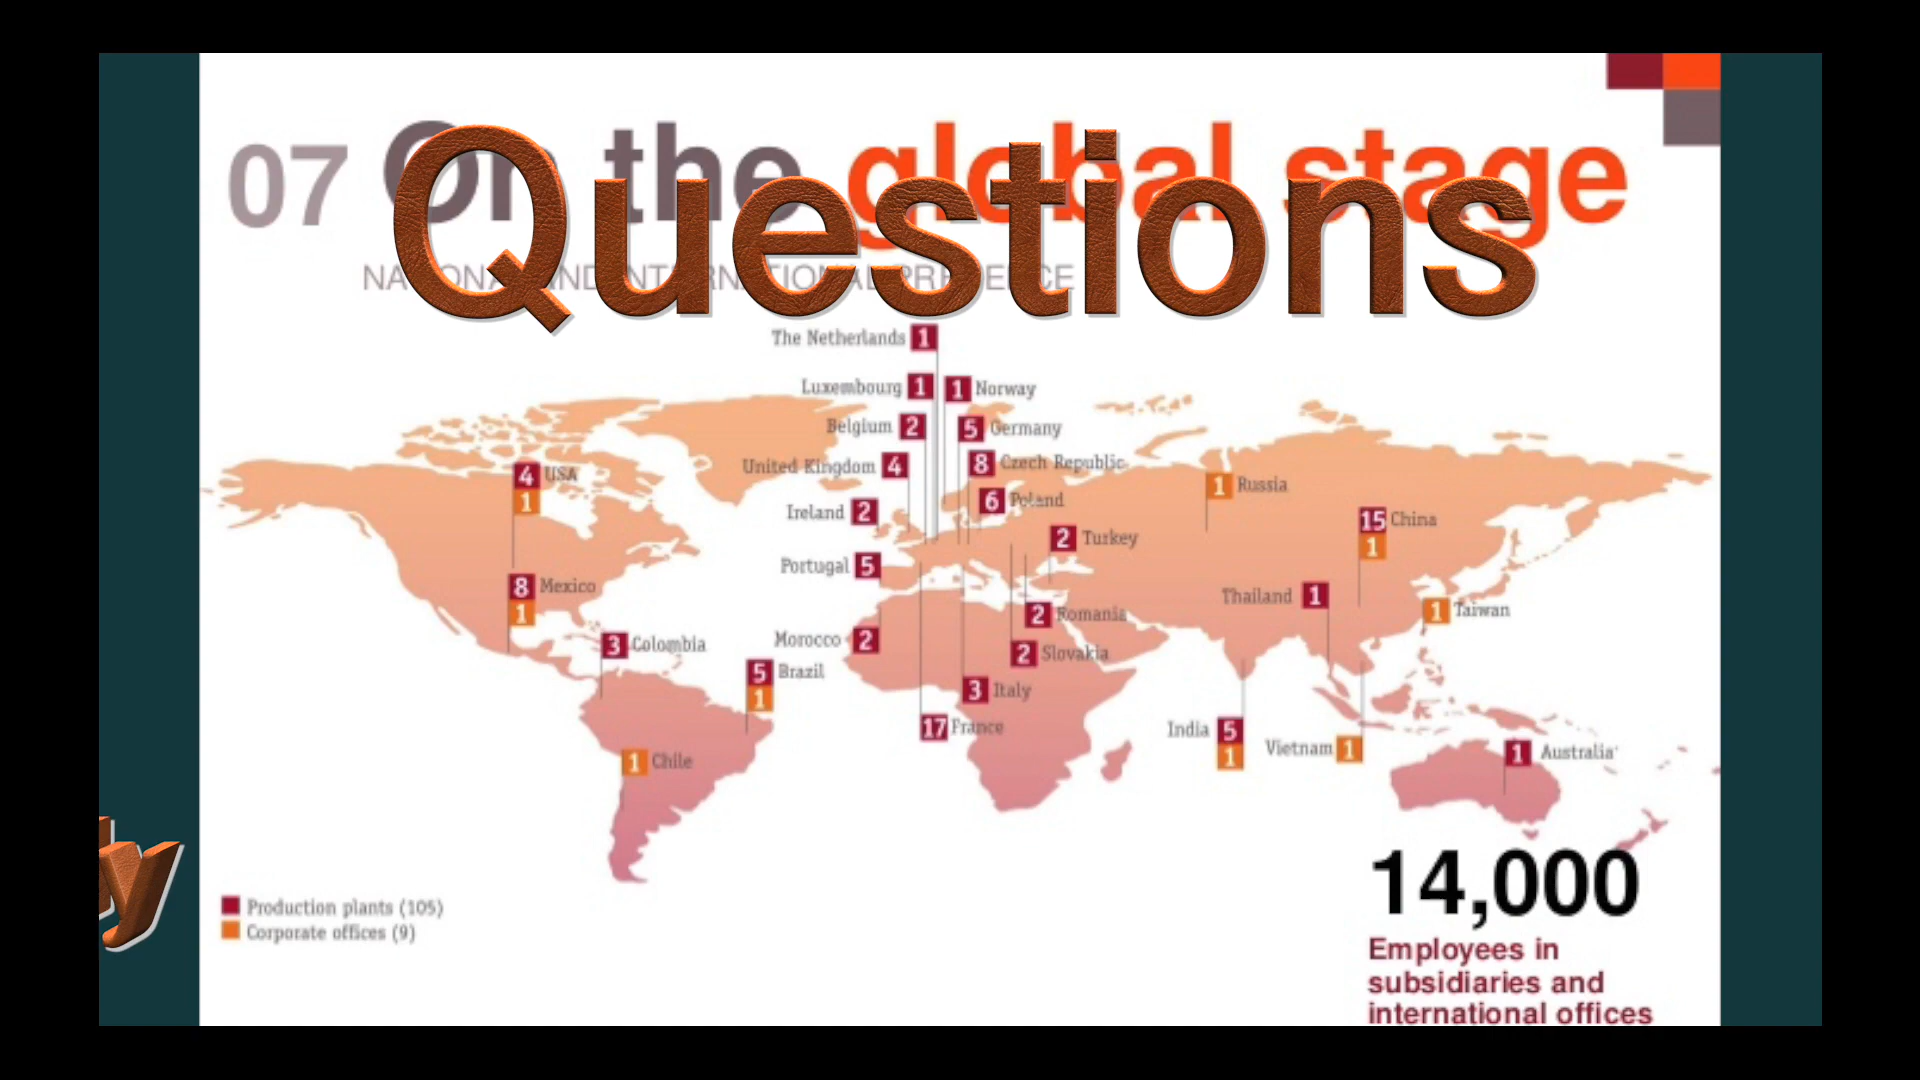 07 On the global stage
Questions
NATIONAL AND INTERNATIONAL PRESENCE
The Netherlands 1
Luxembourg 1
1 Norway
Belgium 2
5 Germany
United Kingdom 4
8 Czech Republic
4 USA
1
1 Russia
Ireland 2
6 Poland
15 China
1
2 Turkey
Portugal 5
8 Mexico
1
Thailand 1
1 Taiwan
2 Romania
3 Colombia
Morocco 2
2 Slovakia
5 Brazil
1
3 Italy
17 France
India 5
1
Vietnam 1
1 Australia
1 Chile
14,000
Production plants (105)
Corporate offices (9)
Employees in
subsidiaries and
international offices
y